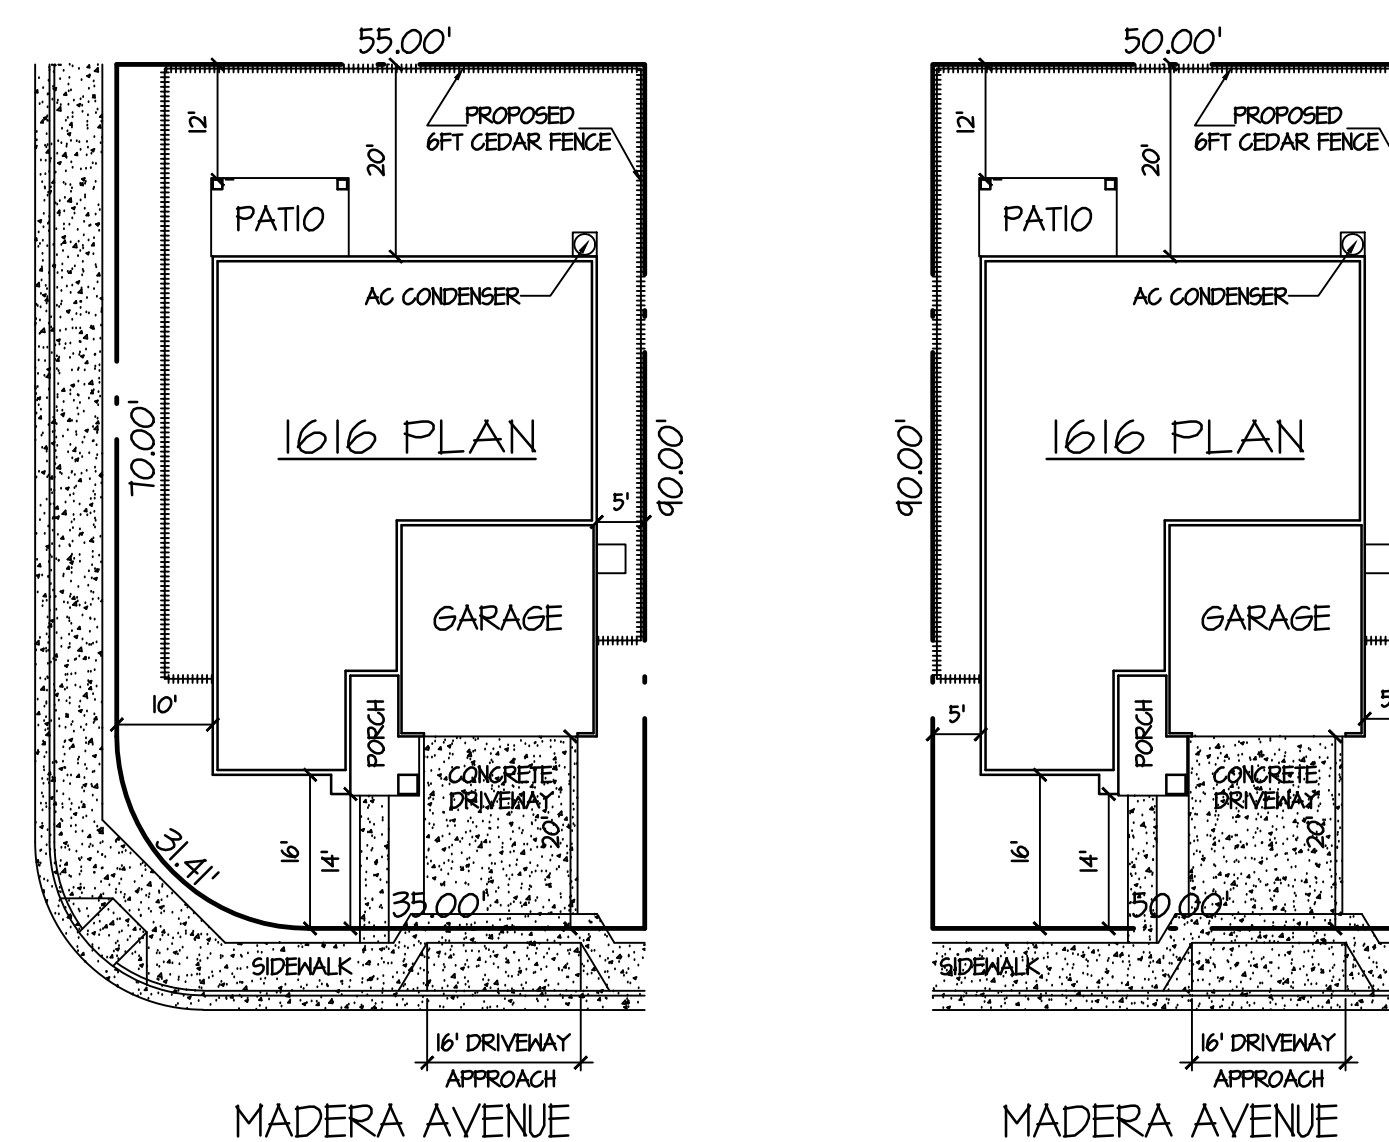 55.00'
12'
20'
PROPOSED
6FT CEDAR FENCE
PATIO
AC CONDENSER
1616 PLAN
70.00'
90.00'
5'
GARAGE
10'
PORCH
CONCRETE
DRIVEWAY
20'
16'
14'
31.41'
35.00'
SIDEWALK
16' DRIVEWAY
APPROACH
MADERA AVENUE
50.00'
12'
20'
PROPOSED
6FT CEDAR FENCE
PATIO
AC CONDENSER
1616 PLAN
90.00'
GARAGE
5'
PORCH
CONCRETE
DRIVEWAY
20'
16'
14'
50.00'
SIDEWALK
16' DRIVEWAY
APPROACH
MADERA AVENUE